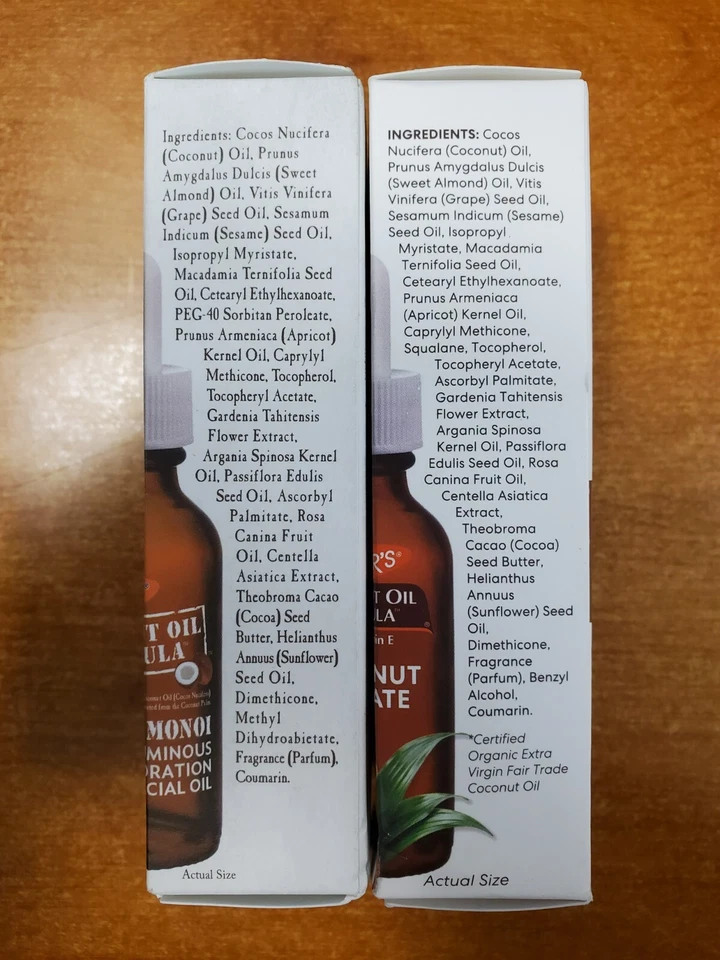 Ingredients: Cocos Nucifera
(Coconut) Oil, Prunus
Amygdalus Dulcis (Sweet
Almond) Oil, Vitis Vinifera
(Grape) Seed Oil, Sesamum
Indicum (Sesame) Seed Oil,
Isopropyl Myristate,
Macadamia Ternifolia Seed
Oil, Cetearyl Ethylhexanoate,
PEG-40 Sorbitan Peroleate,
Prunus Armeniaca (Apricot)
Kernel Oil, Caprylyl
Methicone, Tocopherol,
Tocopheryl Acetate,
Gardenia Tahitensis
Flower Extract,
Argania Spinosa Kernel
Oil, Passiflora Edulis
Seed Oil, Ascorbyl
Palmitate, Rosa
Canina Fruit
Oil, Centella
Asiatica Extract,
Theobroma Cacao
(Cocoa) Seed
Butter, Helianthus
Annuus (Sunflower)
Seed Oil,
Dimethicone,
Methyl
Dihydroabietate,
Fragrance (Parfum),
Coumarin.
T OIL
ULA™
MONOI
MINOUS
RATION
CIAL OIL
Actual Size
INGREDIENTS: Cocos
Nucifera (Coconut) Oil,
Prunus Amygdalus Dulcis
(Sweet Almond) Oil, Vitis
Vinifera (Grape) Seed Oil,
Sesamum Indicum (Sesame)
Seed Oil, Isopropyl
Myristate, Macadamia
Ternifolia Seed Oil,
Cetearyl Ethylhexanoate,
Prunus Armeniaca
(Apricot) Kernel Oil,
Caprylyl Methicone,
Squalane, Tocopherol,
Tocopheryl Acetate,
Ascorbyl Palmitate,
Gardenia Tahitensis
Flower Extract,
Argania Spinosa
Kernel Oil, Passiflora
Edulis Seed Oil, Rosa
Canina Fruit Oil,
Centella Asiatica
Extract,
Theobroma
Cacao (Cocoa)
Seed Butter,
Helianthus
Annuus
(Sunflower) Seed
Oil,
Dimethicone,
Fragrance
(Parfum), Benzyl
Alcohol,
Coumarin.
*Certified
Organic Extra
Virgin Fair Trade
Coconut Oil
R'S®
T OIL
LA™
in E
NUT
ATE
Actual Size